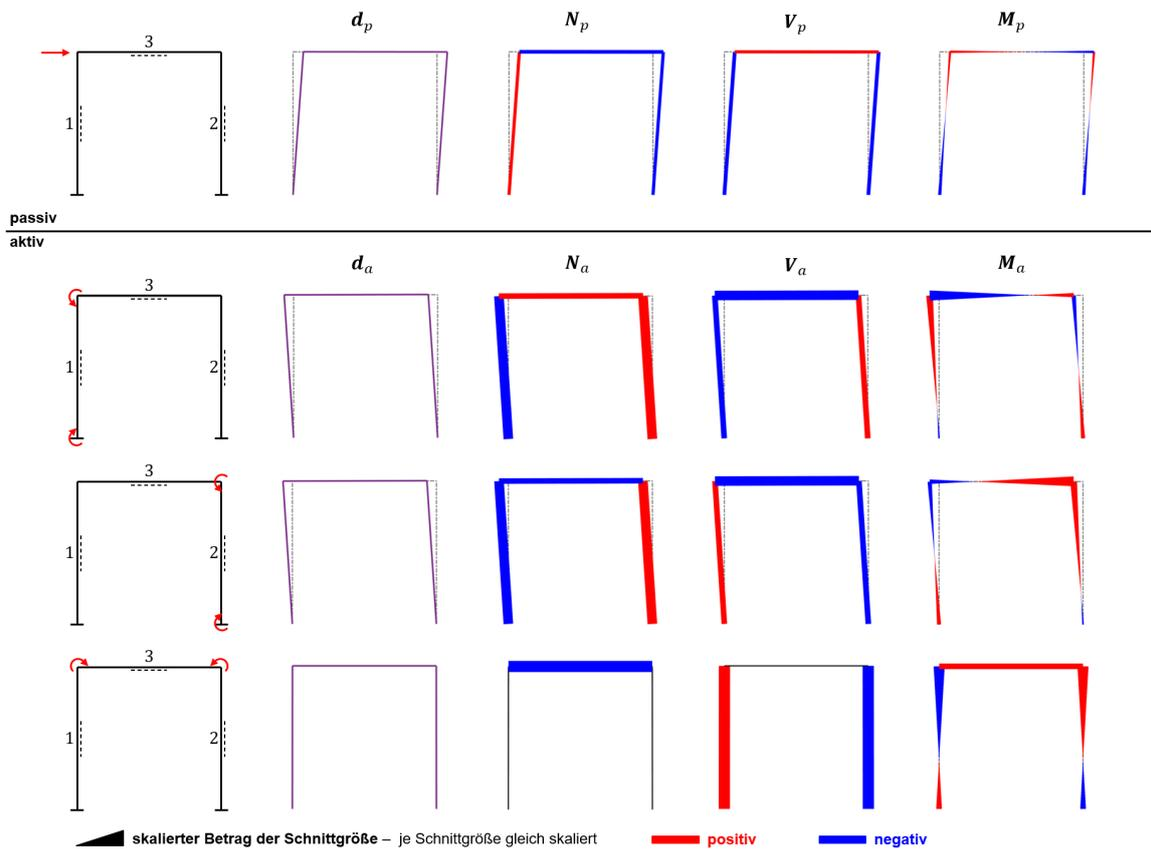 d_p N_p V_p M_p
3
1 2
passiv
aktiv
d_a N_a V_a M_a
3
1 2
3
1 2
3
1 2
skalierter Betrag der Schnittgröße – je Schnittgröße gleich skaliert positiv negativ